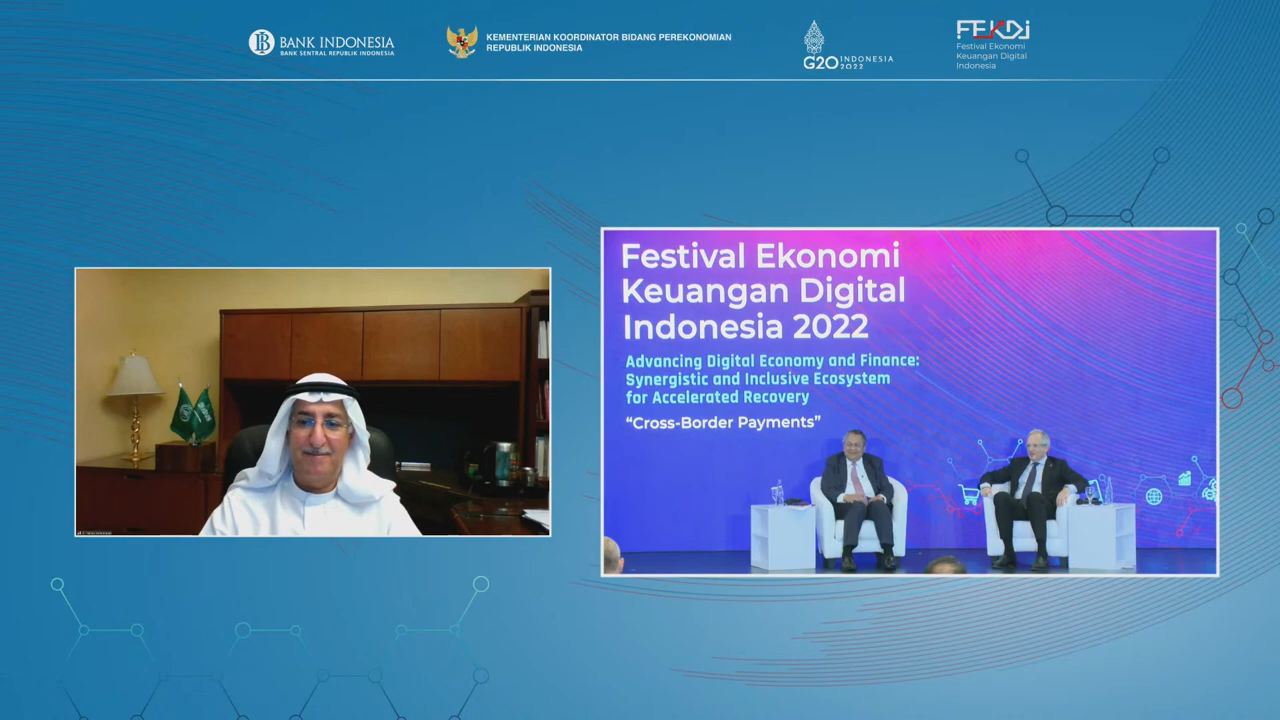 BANK INDONESIA
BANK SENTRAL REPUBLIK INDONESIA
KEMENTERIAN KOORDINATOR BIDANG PEREKONOMIAN
REPUBLIK INDONESIA
G20 INDONESIA
2022
FEKDI
Festival Ekonomi
Keuangan Digital
Indonesia
Festival Ekonomi
Keuangan Digital
Indonesia 2022
Advancing Digital Economy and Finance:
Synergistic and Inclusive Ecosystem
for Accelerated Recovery
“Cross-Border Payments”